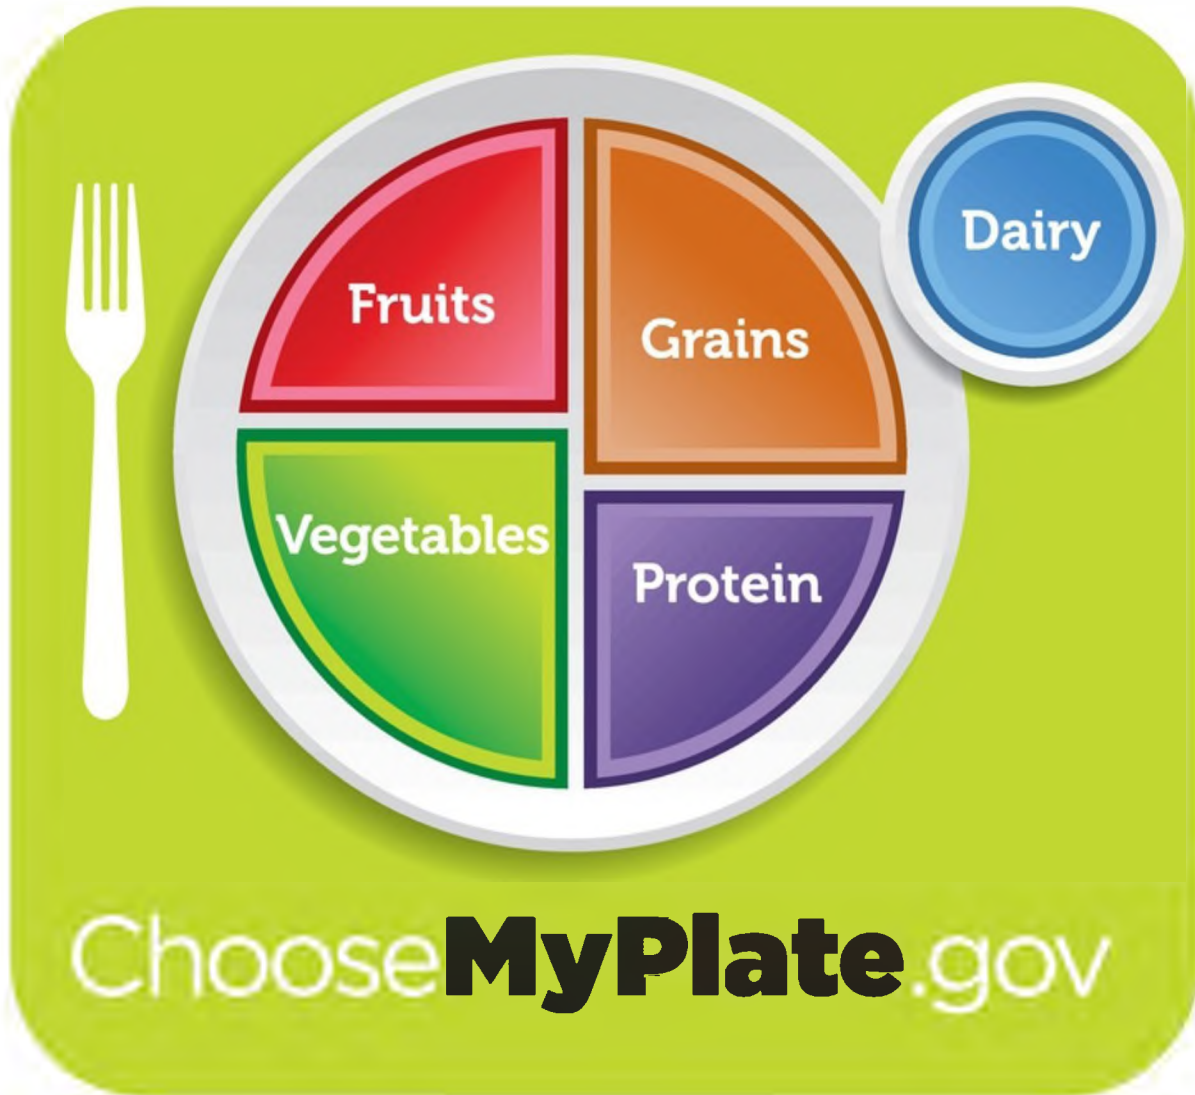 Fruits
Grains
Dairy
Vegetables
Protein
ChooseMyPlate.gov